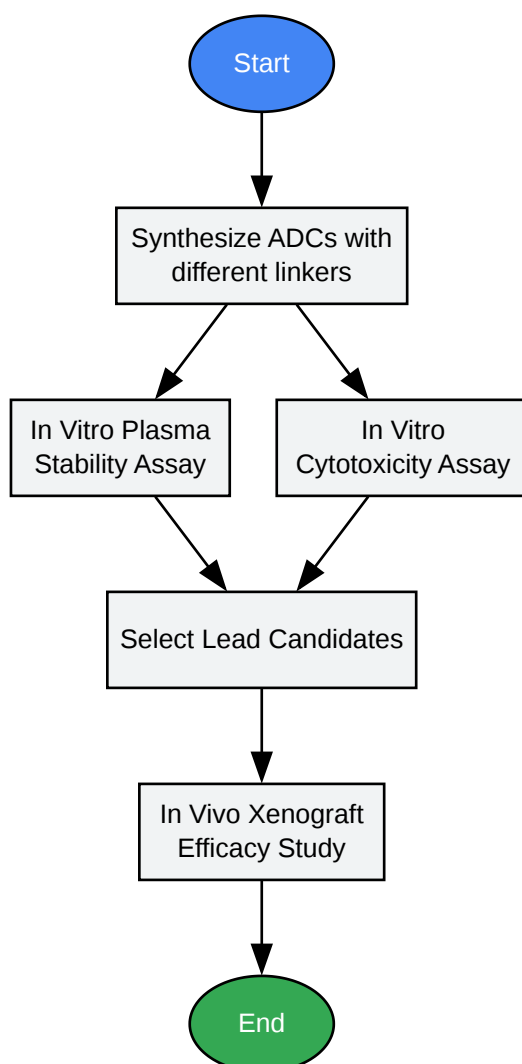 Start
Synthesize ADCs with
different linkers
In Vitro Plasma
Stability Assay
In Vitro
Cytotoxicity Assay
Select Lead Candidates
In Vivo Xenograft
Efficacy Study
End